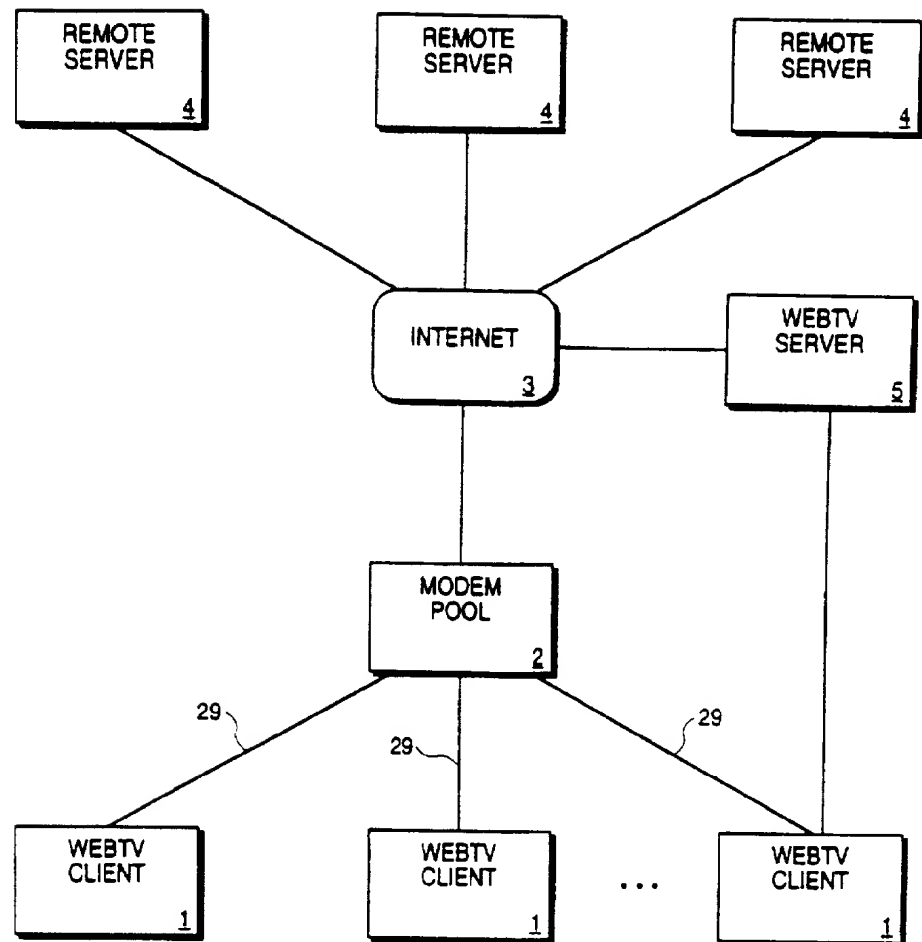 REMOTE
SERVER
4
REMOTE
SERVER
4
REMOTE
SERVER
4
INTERNET
3
WEBTV
SERVER
5
MODEM
POOL
2
29
29
29
WEBTV
CLIENT
1
WEBTV
CLIENT
1
...
WEBTV
CLIENT
1